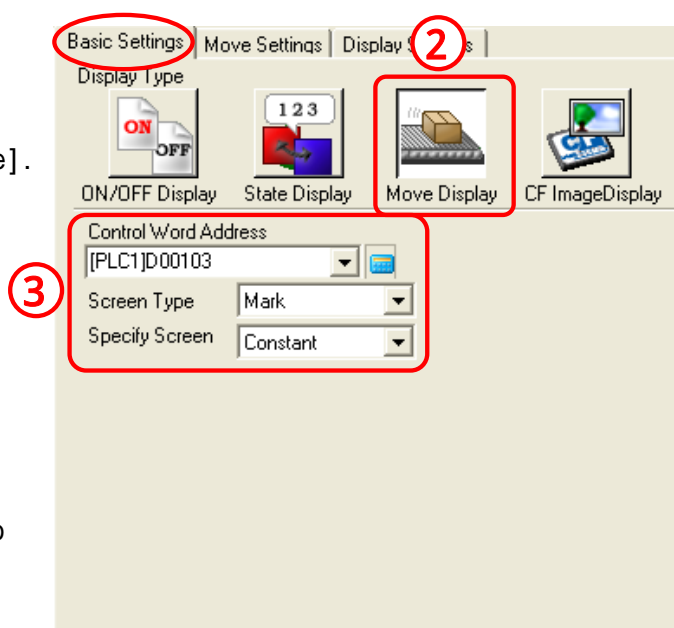 Basic Settings Move Settings Display
2
Display Type
ON OFF
1 2 3
CF
e].
ON/OFF Display State Display Move Display CF ImageDisplay
Control Word Address
[PLC1]D00103
3
Screen Type Mark
Specify Screen Constant